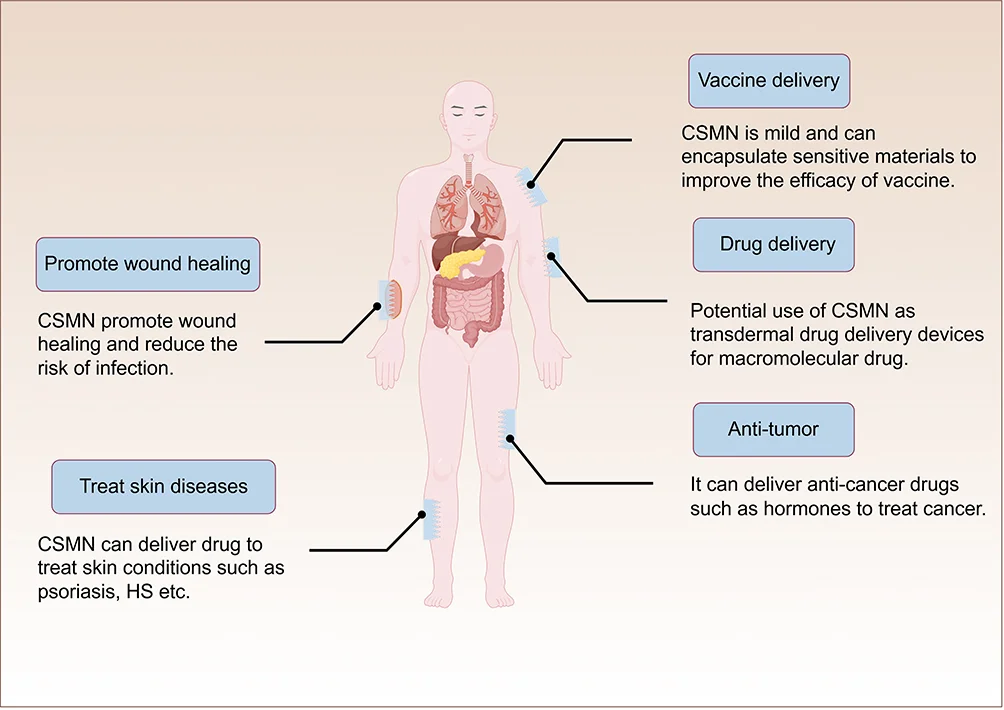 Vaccine delivery
CSMN is mild and can
encapsulate sensitive materials to
improve the efficacy of vaccine.
Drug delivery
Potential use of CSMN as
transdermal drug delivery devices
for macromolecular drug.
Anti-tumor
It can deliver anti-cancer drugs
such as hormones to treat cancer.
Promote wound healing
CSMN promote wound
healing and reduce the
risk of infection.
Treat skin diseases
CSMN can deliver drug to
treat skin conditions such as
psoriasis, HS etc.